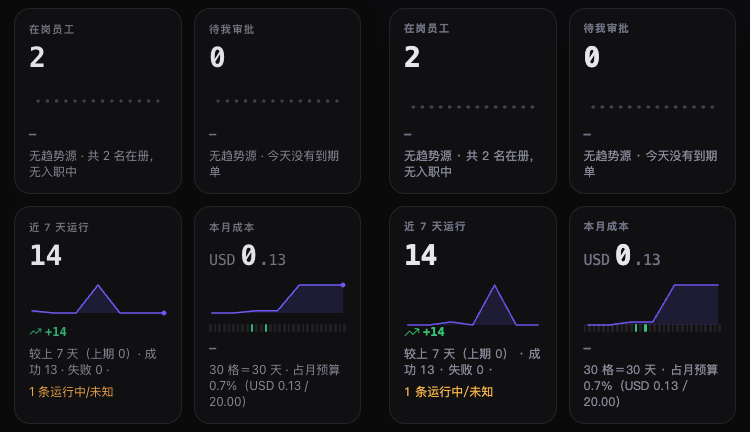 在岗员工
2
–
无趋势源 · 共 2 名在册,
无入职中
待我审批
0
–
无趋势源 · 今天没有到期
单
在岗员工
2
–
无趋势源 · 共 2 名在册,
无入职中
待我审批
0
–
无趋势源 · 今天没有到期
单
近 7 天运行
14
+14
较上 7 天（上期 0） · 成
功 13 · 失败 0 ·
1 条运行中/未知
本月成本
USD 0.13
–
30 格＝30 天 · 占月预算
0.7%（USD 0.13 /
20.00)
近 7 天运行
14
+14
较上 7 天（上期 0） · 成
功 13 · 失败 0 ·
1 条运行中/未知
本月成本
USD 0.13
–
30 格＝30 天 · 占月预算
0.7%（USD 0.13 /
20.00)